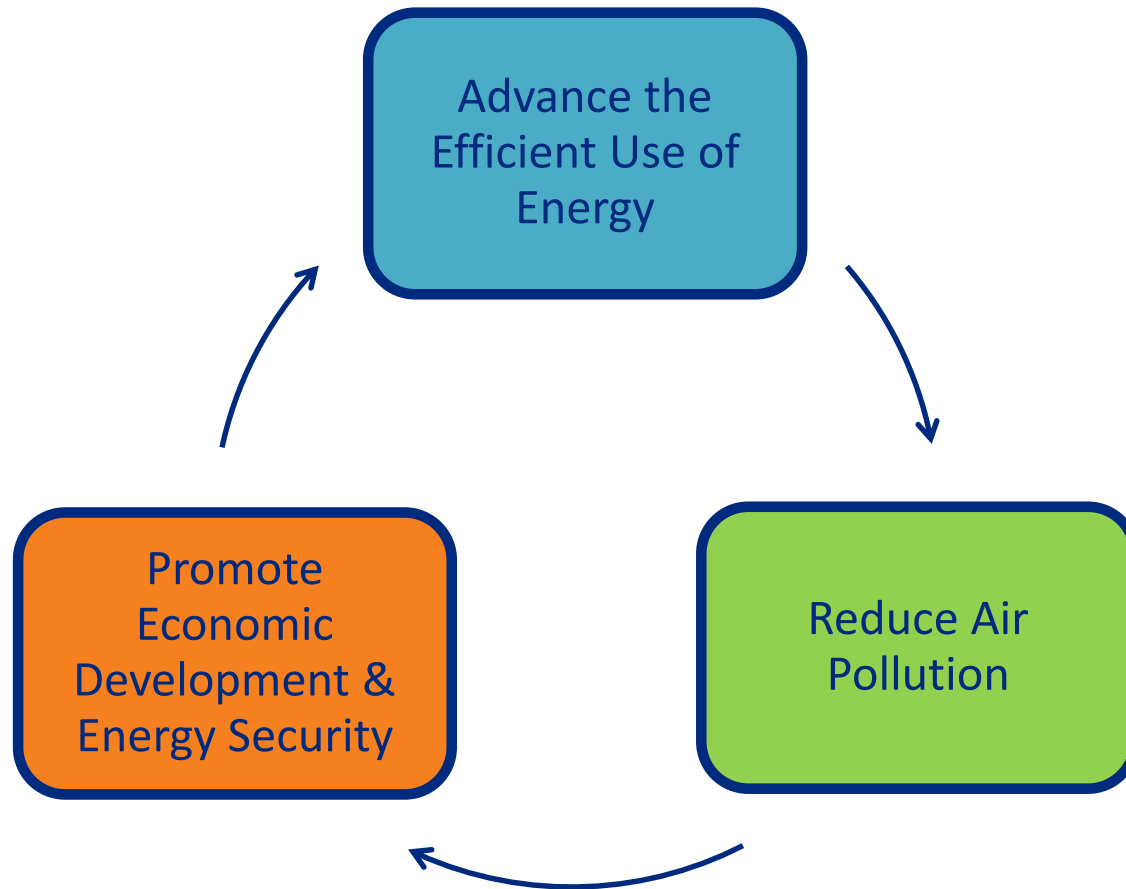 Advance the
Efficient Use of
Energy
Reduce Air
Pollution
Promote
Economic
Development &
Energy Security